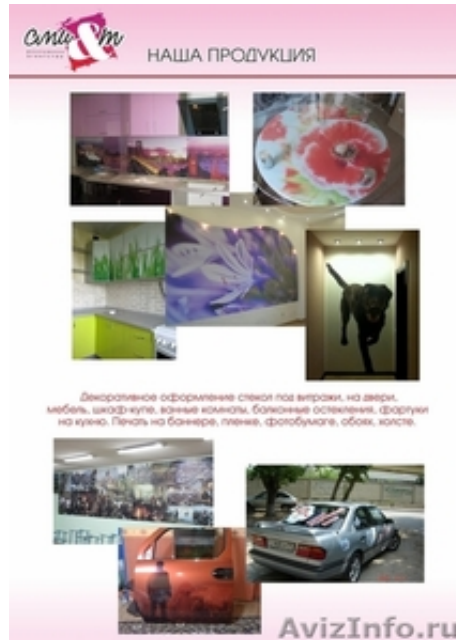 СМИ&m
НАША ПРОДУКЦИЯ
Декоративное оформление стекол под витражи, на двери,
мебель, шкаф-купе, ванные комнаты, балконные остекления, фартуки
на кухню. Печать на баннере, пленке, фотобумаге, обоях, холсте.
AvizInfo.ru